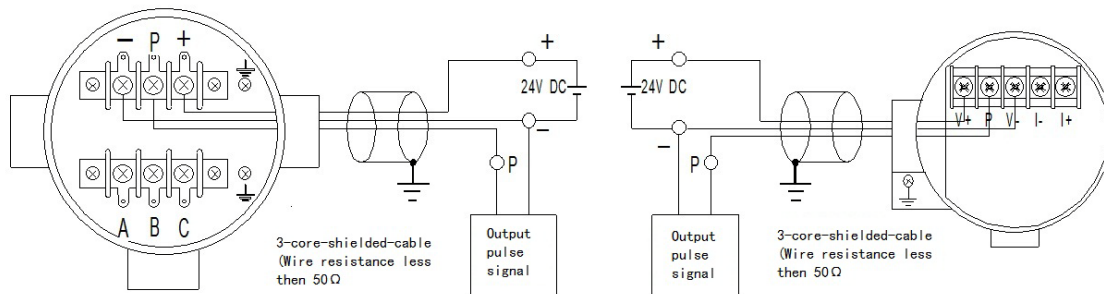 - P +
A B C
3-core-shielded-cable
(Wire resistance less
then 50Ω
+
24V DC
-
P
Output
pulse
signal
+
24V DC
-
P
Output
pulse
signal
3-core-shielded-cable
(Wire resistance less
then 50Ω
V+ P V- I- I+